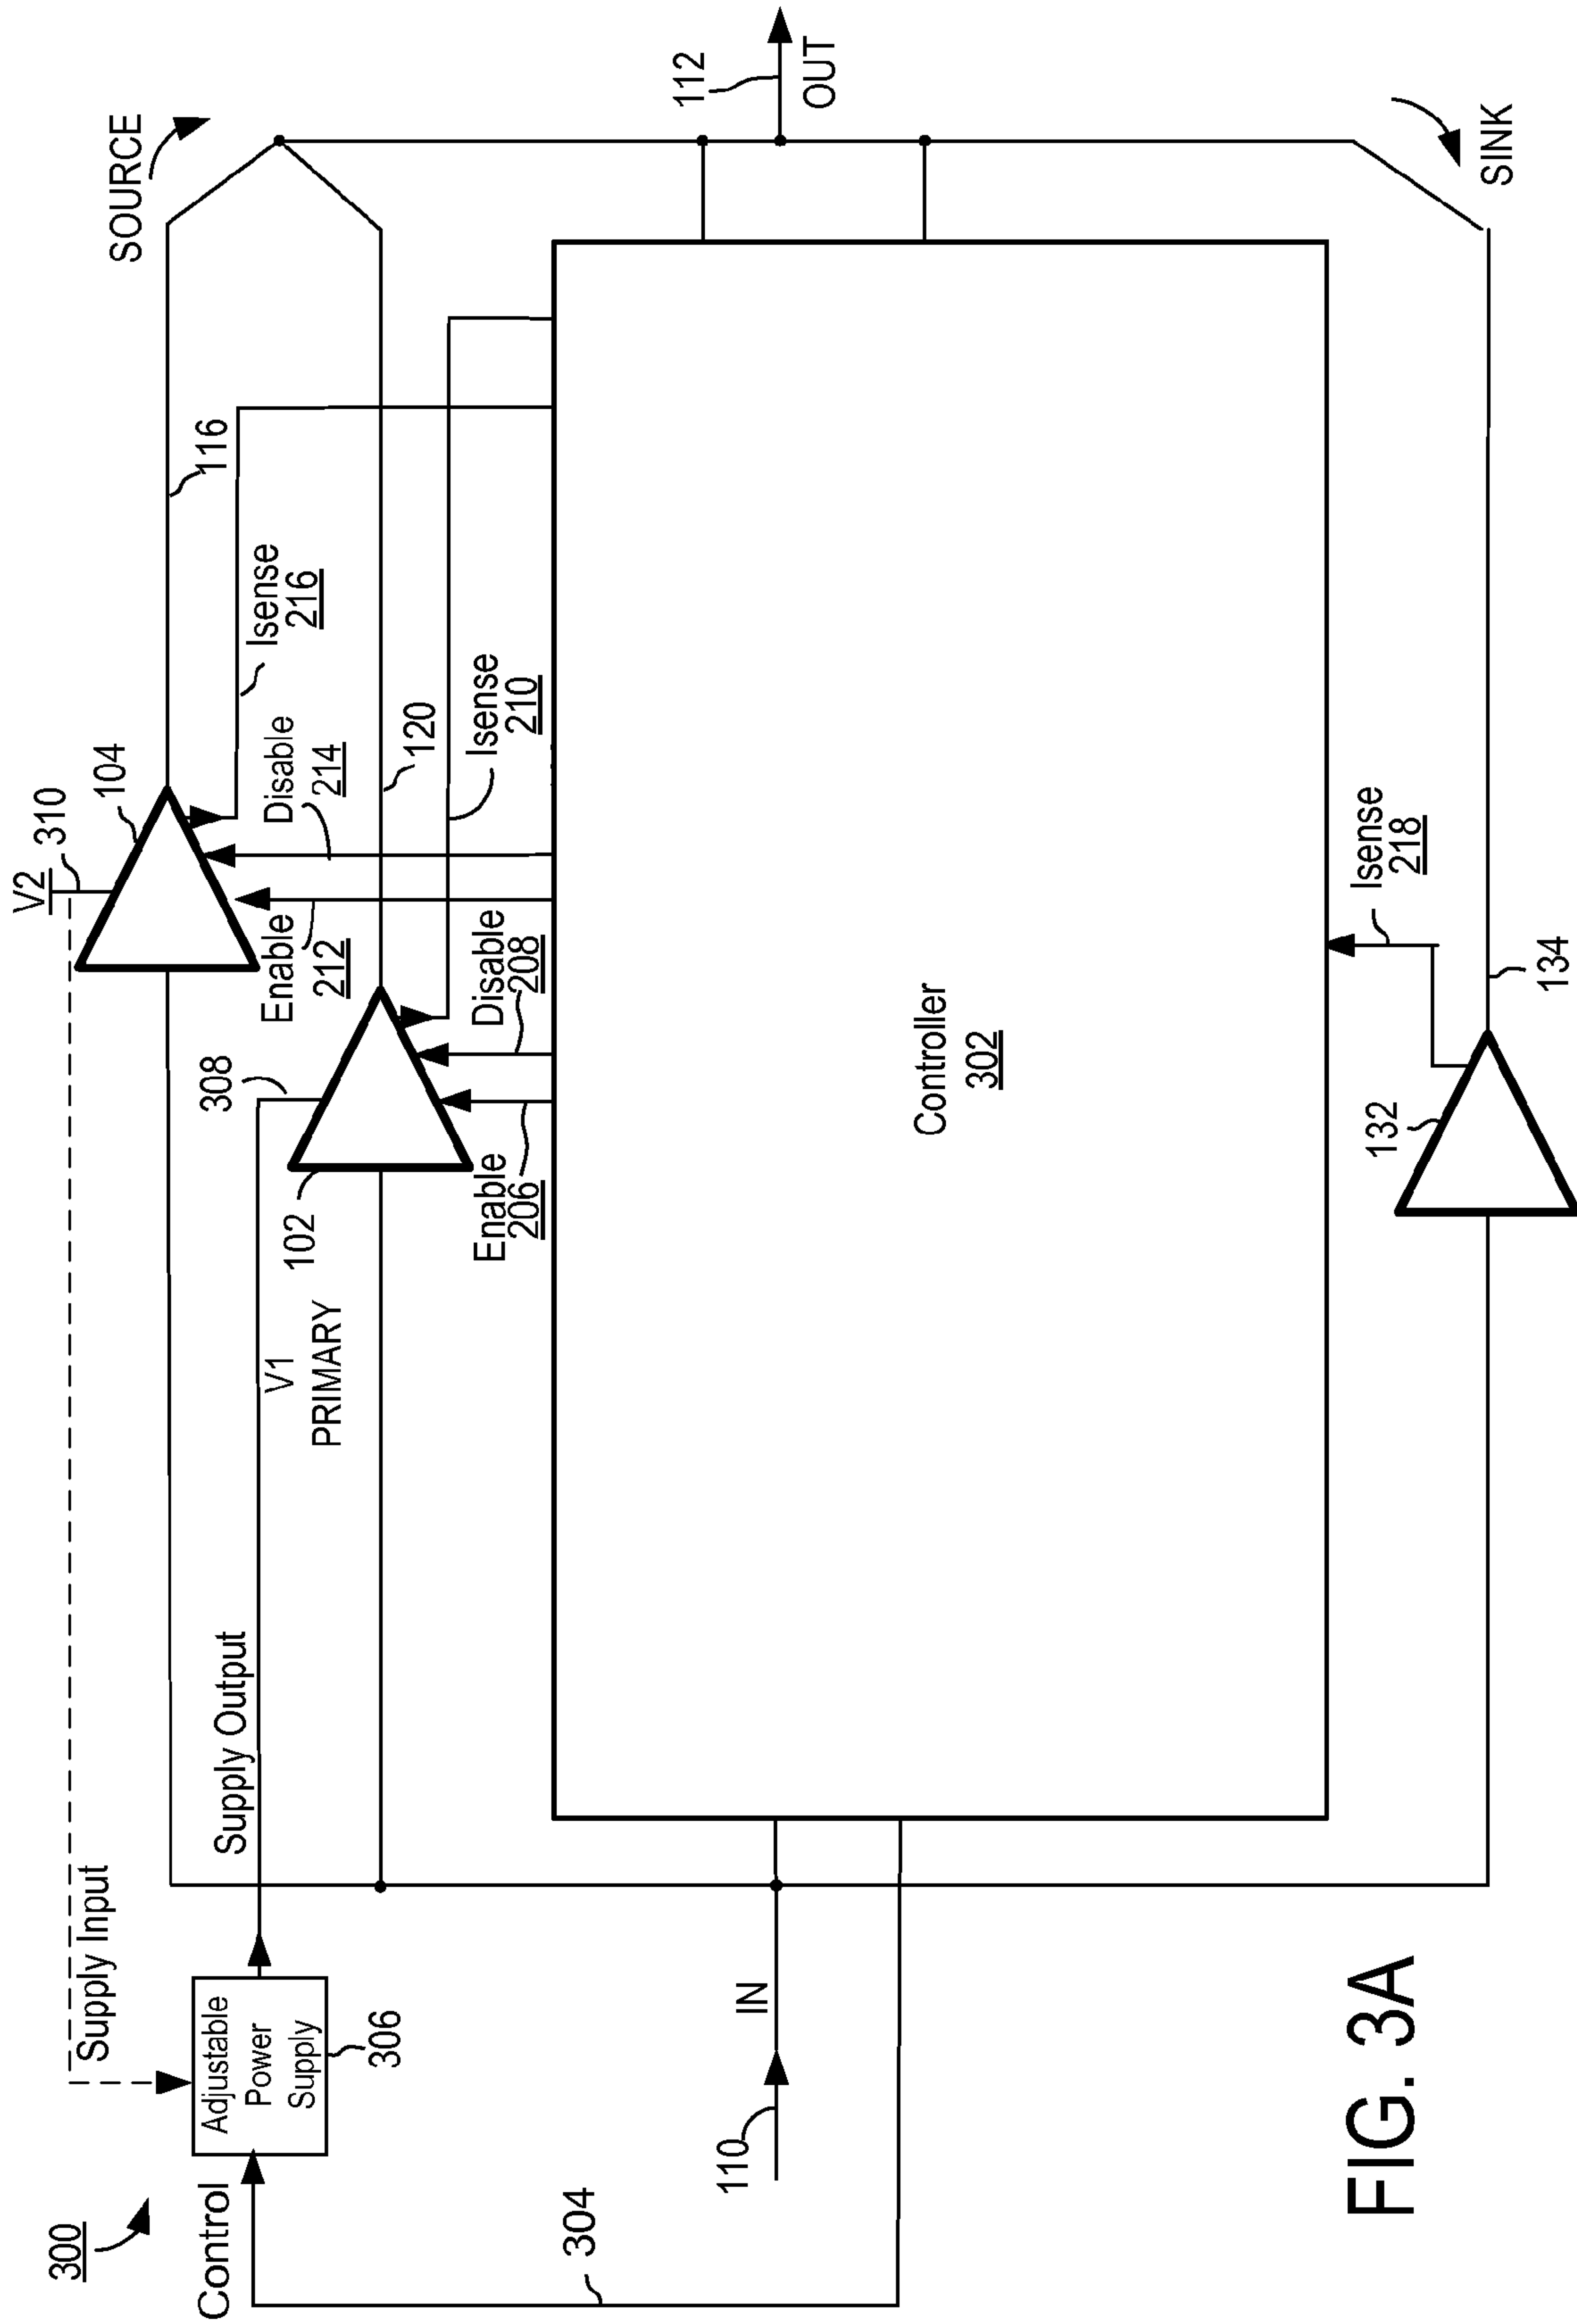 300
Control
Adjustable
Power
Supply
306
Supply Input
Supply Output
V1
PRIMARY
308
V2
310
104
102
Enable
206
Disable
208
Enable
212
Disable
214
Isense
216
Isense
210
116
120
SOURCE
112
OUT
SINK
304
110
IN
Controller
302
Isense
218
132
134
FIG. 3A